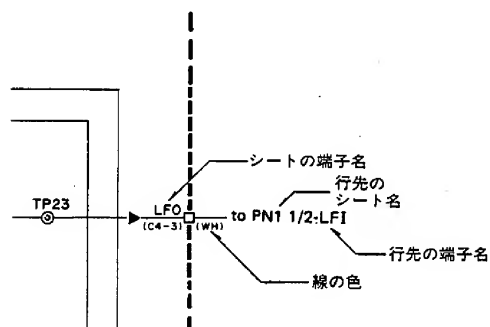 シートの端子名
行先の
シート名
TP23
LFO
(C4-3)
(WH)
to PN1 1/2:LFI
行先の端子名
線の色